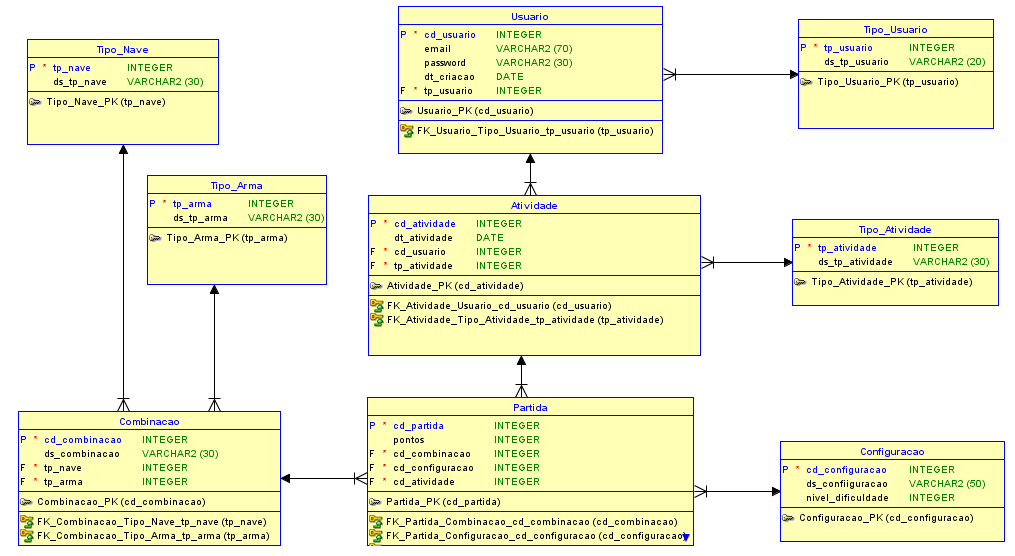 Usuario
P * cd_usuario INTEGER
email VARCHAR2 (70)
password VARCHAR2 (30)
dt_criacao DATE
F * tp_usuario INTEGER
Usuario_PK (cd_usuario)
FK_Usuario_Tipo_Usuario_tp_usuario (tp_usuario)
Tipo_Usuario
P * tp_usuario INTEGER
ds_tp_usuario VARCHAR2 (20)
Tipo_Usuario_PK (tp_usuario)
Tipo_Nave
P * tp_nave INTEGER
ds_tp_nave VARCHAR2 (30)
Tipo_Nave_PK (tp_nave)
Tipo_Arma
P * tp_arma INTEGER
ds_tp_arma VARCHAR2 (30)
Tipo_Arma_PK (tp_arma)
Atividade
P * cd_atividade INTEGER
dt_atividade DATE
F * cd_usuario INTEGER
F * tp_atividade INTEGER
Atividade_PK (cd_atividade)
FK_Atividade_Usuario_cd_usuario (cd_usuario)
FK_Atividade_Tipo_Atividade_tp_atividade (tp_atividade)
Tipo_Atividade
P * tp_atividade INTEGER
ds_tp_atividade VARCHAR2 (30)
Tipo_Atividade_PK (tp_atividade)
Combinacao
P * cd_combinacao INTEGER
ds_combinacao VARCHAR2 (30)
F * tp_nave INTEGER
F * tp_arma INTEGER
Combinacao_PK (cd_combinacao)
FK_Combinacao_Tipo_Nave_tp_nave (tp_nave)
FK_Combinacao_Tipo_Arma_tp_arma (tp_arma)
Partida
P * cd_partida INTEGER
pontos INTEGER
F * cd_combinacao INTEGER
F * cd_configuracao INTEGER
F * cd_atividade INTEGER
Partida_PK (cd_partida)
FK_Partida_Combinacao_cd_combinacao (cd_combinacao)
FK_Partida_Configuracao_cd_configuracao (cd_configuracao)
Configuracao
P * cd_configuracao INTEGER
ds_confiiguracao VARCHAR2 (50)
nivel_dificuldade INTEGER
Configuracao_PK (cd_configuracao)